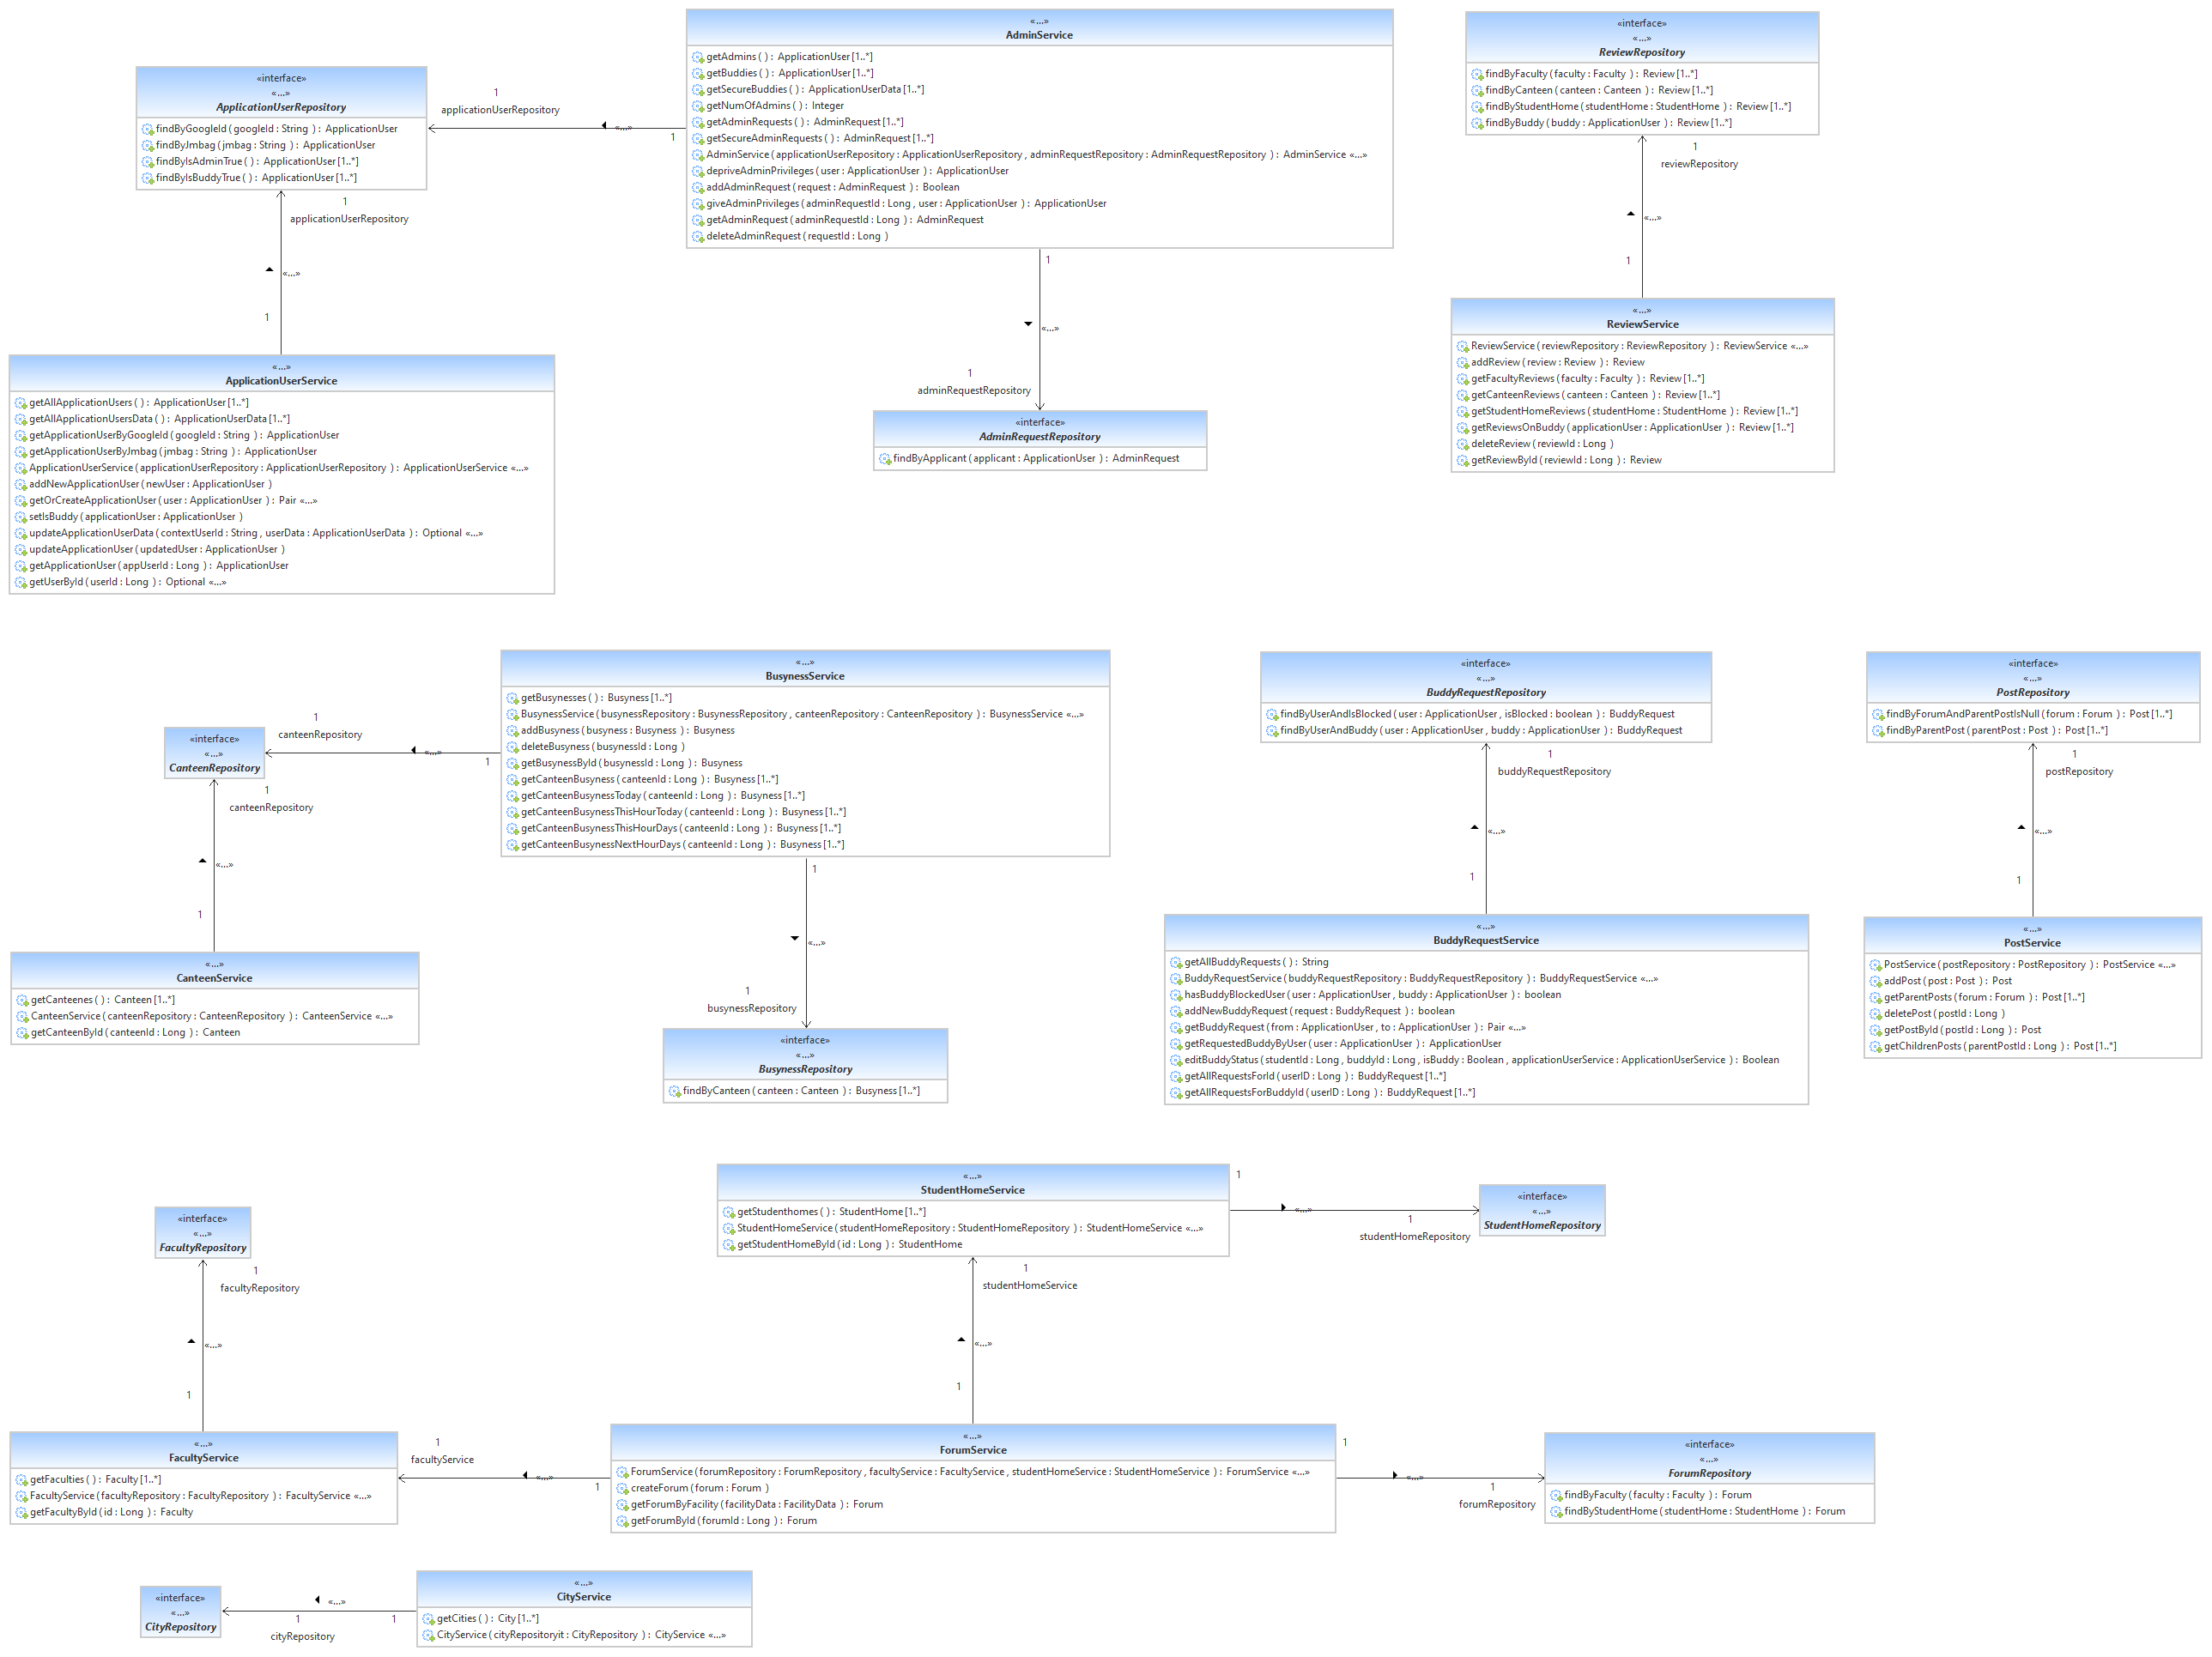 «...»
AdminService
getAdmins ( ) : ApplicationUser [1..*]
getBuddies ( ) : ApplicationUser [1..*]
getSecureBuddies ( ) : ApplicationUserData [1..*]
getNumOfAdmins ( ) : Integer
getAdminRequests ( ) : AdminRequest [1..*]
getSecureAdminRequests ( ) : AdminRequest [1..*]
AdminService ( applicationUserRepository : ApplicationUserRepository , adminRequestRepository : AdminRequestRepository ) : AdminService «...»
depriveAdminPrivileges ( user : ApplicationUser ) : ApplicationUser
addAdminRequest ( request : AdminRequest ) : Boolean
giveAdminPrivileges ( adminRequestId : Long , user : ApplicationUser ) : ApplicationUser
getAdminRequest ( adminRequestId : Long ) : AdminRequest
deleteAdminRequest ( requestId : Long )
«interface»
«...»
ReviewRepository
findByFaculty ( faculty : Faculty ) : Review [1..*]
findByCanteen ( canteen : Canteen ) : Review [1..*]
findByStudentHome ( studentHome : StudentHome ) : Review [1..*]
findByBuddy ( buddy : ApplicationUser ) : Review [1..*]
«interface»
«...»
ApplicationUserRepository
findByGoogleId ( googleId : String ) : ApplicationUser
findByJmbag ( jmbag : String ) : ApplicationUser
findByIsAdminTrue ( ) : ApplicationUser [1..*]
findByIsBuddyTrue ( ) : ApplicationUser [1..*]
1
applicationUserRepository
«...»
1
1
applicationUserRepository
«...»
1
1
reviewRepository
«...»
1
1
«...»
1
adminRequestRepository
«...»
ReviewService
ReviewService ( reviewRepository : ReviewRepository ) : ReviewService «...»
addReview ( review : Review ) : Review
getFacultyReviews ( faculty : Faculty ) : Review [1..*]
getCanteenReviews ( canteen : Canteen ) : Review [1..*]
getStudentHomeReviews ( studentHome : StudentHome ) : Review [1..*]
getReviewsOnBuddy ( applicationUser : ApplicationUser ) : Review [1..*]
deleteReview ( reviewId : Long )
getReviewById ( reviewId : Long ) : Review
«...»
ApplicationUserService
getAllApplicationUsers ( ) : ApplicationUser [1..*]
getAllApplicationUsersData ( ) : ApplicationUserData [1..*]
getApplicationUserByGoogleId ( googleId : String ) : ApplicationUser
getApplicationUserByJmbag ( jmbag : String ) : ApplicationUser
ApplicationUserService ( applicationUserRepository : ApplicationUserRepository ) : ApplicationUserService «...»
addNewApplicationUser ( newUser : ApplicationUser )
getOrCreateApplicationUser ( user : ApplicationUser ) : Pair «...»
setIsBuddy ( applicationUser : ApplicationUser )
updateApplicationUserData ( contextUserId : String , userData : ApplicationUserData ) : Optional «...»
updateApplicationUser ( updatedUser : ApplicationUser )
getApplicationUser ( appUserId : Long ) : ApplicationUser
getUserById ( userId : Long ) : Optional «...»
«interface»
AdminRequestRepository
findByApplicant ( applicant : ApplicationUser ) : AdminRequest
«...»
BusynessService
getBusynesses ( ) : Busyness [1..*]
BusynessService ( busynessRepository : BusynessRepository , canteenRepository : CanteenRepository ) : BusynessService «...»
addBusyness ( busyness : Busyness ) : Busyness
deleteBusyness ( busynessId : Long )
getBusynessById ( busynessId : Long ) : Busyness
getCanteenBusyness ( canteenId : Long ) : Busyness [1..*]
getCanteenBusynessToday ( canteenId : Long ) : Busyness [1..*]
getCanteenBusynessThisHourToday ( canteenId : Long ) : Busyness [1..*]
getCanteenBusynessThisHourDays ( canteenId : Long ) : Busyness [1..*]
getCanteenBusynessNextHourDays ( canteenId : Long ) : Busyness [1..*]
«interface»
«...»
BuddyRequestRepository
findByUserAndIsBlocked ( user : ApplicationUser , isBlocked : boolean ) : BuddyRequest
findByUserAndBuddy ( user : ApplicationUser , buddy : ApplicationUser ) : BuddyRequest
«interface»
«...»
PostRepository
findByForumAndParentPostIsNull ( forum : Forum ) : Post [1..*]
findByParentPost ( parentPost : Post ) : Post [1..*]
«interface»
«...»
CanteenRepository
1
canteenRepository
«...»
1
1
canteenRepository
«...»
1
1
buddyRequestRepository
«...»
1
1
postRepository
«...»
1
1
«...»
1
busynessRepository
«...»
CanteenService
getCanteenes ( ) : Canteen [1..*]
CanteenService ( canteenRepository : CanteenRepository ) : CanteenService «...»
getCanteenById ( canteenId : Long ) : Canteen
«interface»
«...»
BusynessRepository
findByCanteen ( canteen : Canteen ) : Busyness [1..*]
«...»
BuddyRequestService
getAllBuddyRequests ( ) : String
BuddyRequestService ( buddyRequestRepository : BuddyRequestRepository ) : BuddyRequestService «...»
hasBuddyBlockedUser ( user : ApplicationUser , buddy : ApplicationUser ) : boolean
addNewBuddyRequest ( request : BuddyRequest ) : boolean
getBuddyRequest ( from : ApplicationUser , to : ApplicationUser ) : Pair «...»
getRequestedBuddyByUser ( user : ApplicationUser ) : ApplicationUser
editBuddyStatus ( studentId : Long , buddyId : Long , isBuddy : Boolean , applicationUserService : ApplicationUserService ) : Boolean
getAllRequestsForId ( userID : Long ) : BuddyRequest [1..*]
getAllRequestsForBuddyId ( userID : Long ) : BuddyRequest [1..*]
«...»
PostService
PostService ( postRepository : PostRepository ) : PostService «...»
addPost ( post : Post ) : Post
getParentPosts ( forum : Forum ) : Post [1..*]
deletePost ( postId : Long )
getPostById ( postId : Long ) : Post
getChildrenPosts ( parentPostId : Long ) : Post [1..*]
«...»
StudentHomeService
getStudenthomes ( ) : StudentHome [1..*]
StudentHomeService ( studentHomeRepository : StudentHomeRepository ) : StudentHomeService «...»
getStudentHomeById ( id : Long ) : StudentHome
1
«...»
1
studentHomeRepository
«interface»
«...»
StudentHomeRepository
«interface»
«...»
FacultyRepository
1
facultyRepository
«...»
1
1
studentHomeService
«...»
1
«...»
FacultyService
getFaculties ( ) : Faculty [1..*]
FacultyService ( facultyRepository : FacultyRepository ) : FacultyService «...»
getFacultyById ( id : Long ) : Faculty
1
facultyService
«...»
1
«...»
ForumService
ForumService ( forumRepository : ForumRepository , facultyService : FacultyService , studentHomeService : StudentHomeService ) : ForumService «...»
createForum ( forum : Forum )
getForumByFacility ( facilityData : FacilityData ) : Forum
getForumById ( forumId : Long ) : Forum
1
«...»
1
forumRepository
«interface»
«...»
ForumRepository
findByFaculty ( faculty : Faculty ) : Forum
findByStudentHome ( studentHome : StudentHome ) : Forum
«interface»
«...»
CityRepository
«...»
1
1
cityRepository
«...»
CityService
getCities ( ) : City [1..*]
CityService ( cityRepositoryit : CityRepository ) : CityService «...»